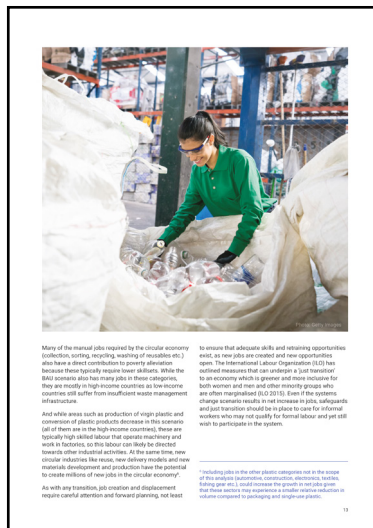 Photo: Getty Images
Many of the manual jobs required by the circular economy
(collection, sorting, recycling, washing of reusables etc.)
also have a direct contribution to poverty alleviation
because these typically require lower skillsets. While the
BAU scenario also has many jobs in these categories,
they are mostly in high-income countries as low-income
countries still suffer from insufficient waste management
infrastructure.
And while areas such as production of virgin plastic and
conversion of plastic products decrease in this scenario
(all of them are in the high-income countries), these are
typically high skilled labour that operate machinery and
work in factories, so this labour can likely be directed
towards other industrial activities. At the same time, new
circular industries like reuse, new delivery models and new
materials development and production have the potential
to create millions of new jobs in the circular economy⁶.
As with any transition, job creation and displacement
require careful attention and forward planning, not least
to ensure that adequate skills and retraining opportunities
exist, as new jobs are created and new opportunities
open. The International Labour Organization (ILO) has
outlined measures that can underpin a ‘just transition’
to an economy which is greener and more inclusive for
both women and men and other minority groups who
are often marginalised (ILO 2015). Even if the systems
change scenario results in net increase in jobs, safeguards
and just transition should be in place to care for informal
workers who may not qualify for formal labour and yet still
wish to participate in the system.
⁶ Including jobs in the other plastic categories not in the scope
of this analysis (automotive, construction, electronics, textiles,
fishing gear etc.), could increase the growth in net jobs given
that these sectors may experience a smaller relative reduction in
volume compared to packaging and single-use plastic.
13